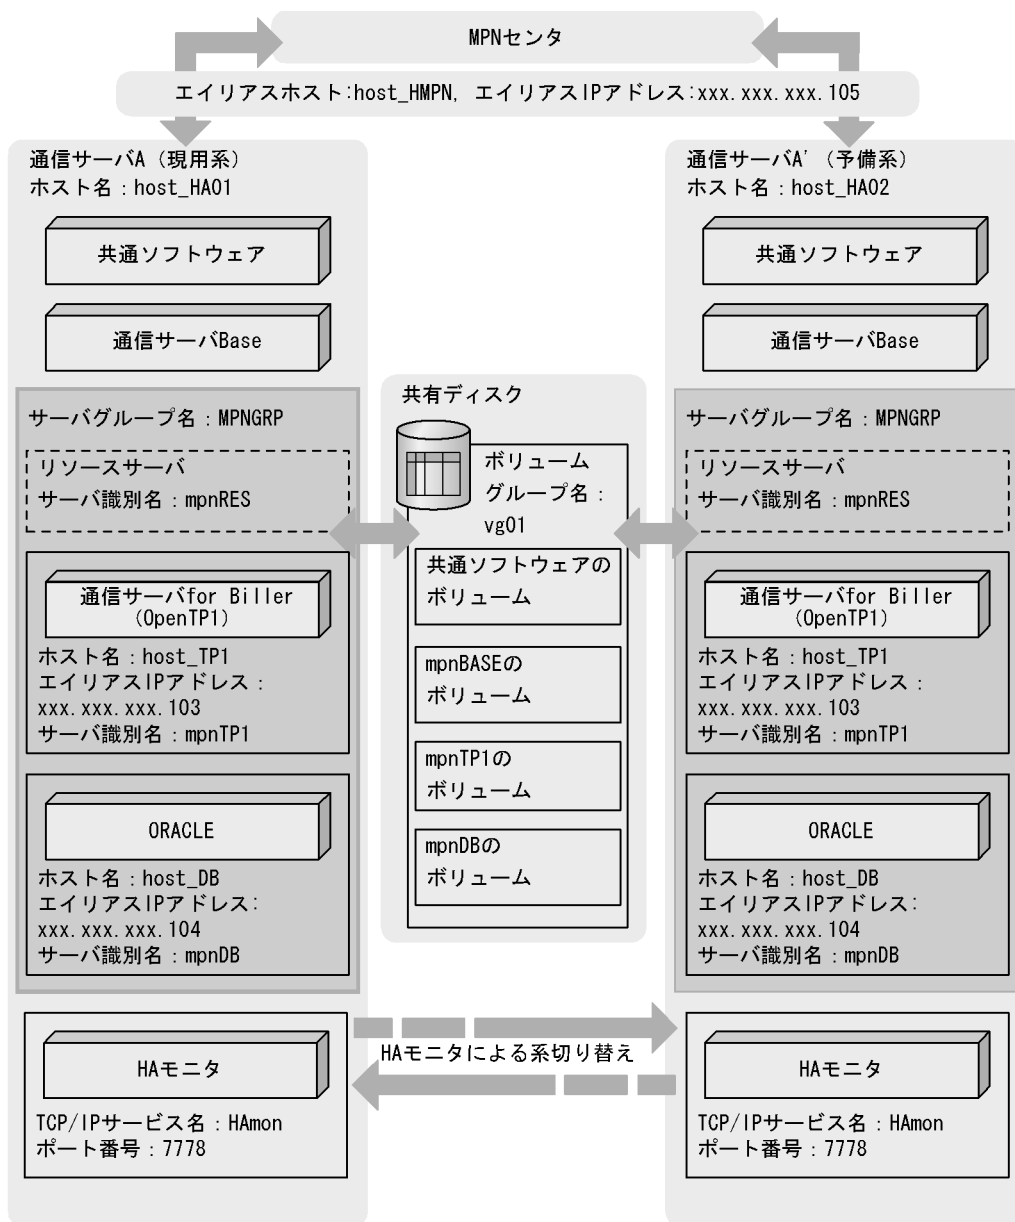 MPNセンタ
エイリアスホスト:host_HMPN, エイリアスIPアドレス:xxx.xxx.xxx.105
通信サーバA(現用系)
ホスト名:host_HA01
共通ソフトウェア
通信サーバBase
サーバグループ名:MPNGRP
リソースサーバ
サーバ識別名:mpnRES
通信サーバfor Biller
(OpenTP1)
ホスト名:host_TP1
エイリアスIPアドレス:
xxx.xxx.xxx.103
サーバ識別名:mpnTP1
ORACLE
ホスト名:host_DB
エイリアスIPアドレス:
xxx.xxx.xxx.104
サーバ識別名:mpnDB
HAモニタ
TCP/IPサービス名:HAmon
ポート番号:7778
共有ディスク
ボリューム
グループ名:
vg01
共通ソフトウェアの
ボリューム
mpnBASEの
ボリューム
mpnTP1の
ボリューム
mpnDBの
ボリューム
HAモニタによる系切り替え
通信サーバA'(予備系)
ホスト名:host_HA02
共通ソフトウェア
通信サーバBase
サーバグループ名:MPNGRP
リソースサーバ
サーバ識別名:mpnRES
通信サーバfor Biller
(OpenTP1)
ホスト名:host_TP1
エイリアスIPアドレス:
xxx.xxx.xxx.103
サーバ識別名:mpnTP1
ORACLE
ホスト名:host_DB
エイリアスIPアドレス:
xxx.xxx.xxx.104
サーバ識別名:mpnDB
HAモニタ
TCP/IPサービス名:HAmon
ポート番号:7778